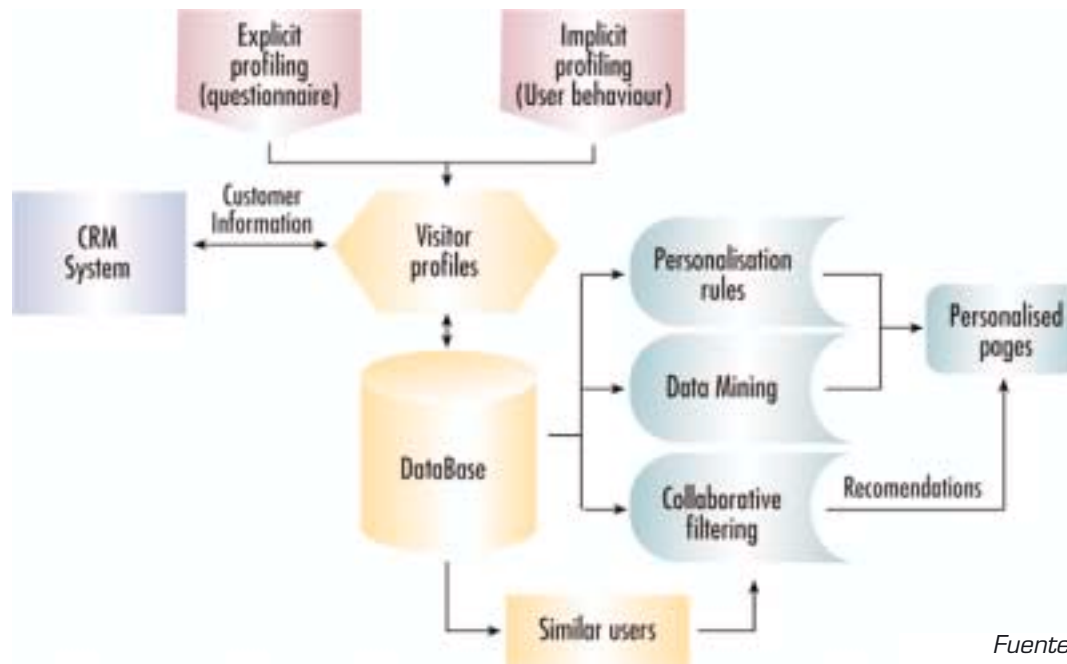 Explicit
profiling
(questionnaire)
Implicit
profiling
(User behaviour)
CRM
System
Customer
Information
Visitor
profiles
Personalisation
rules
Personalised
pages
Data Mining
DataBase
Collaborative
filtering
Recomendations
Similar users
Fuente